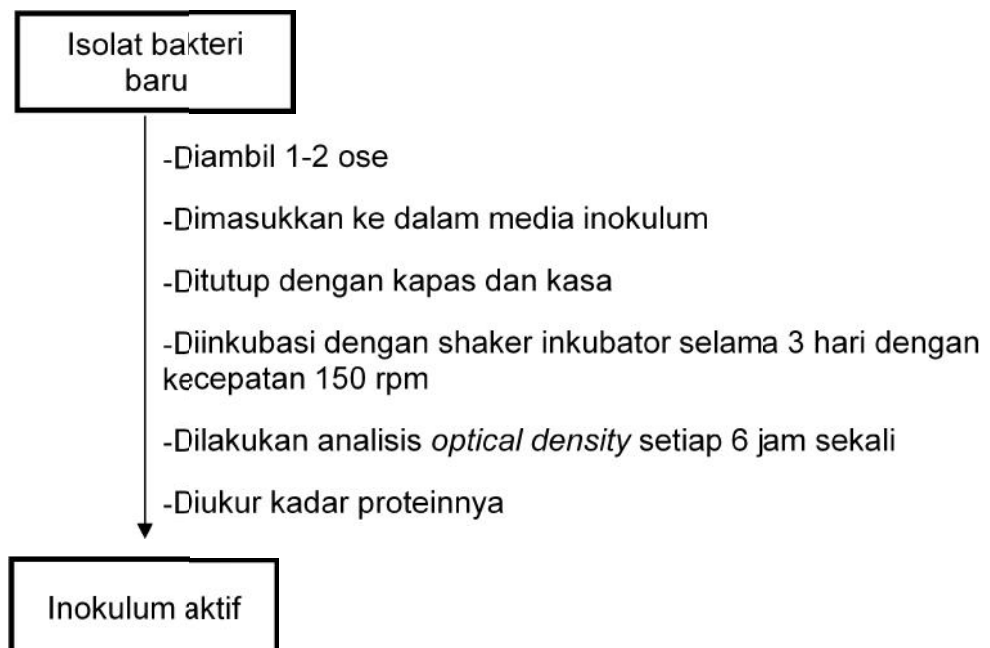 Isolat bakteri
baru
-Diambil 1-2 ose
-Dimasukkan ke dalam media inokulum
-Ditutup dengan kapas dan kasa
-Diinkubasi dengan shaker inkubator selama 3 hari dengan
kecepatan 150 rpm
-Dilakukan analisis optical density setiap 6 jam sekali
-Diukur kadar proteinnya
Inokulum aktif